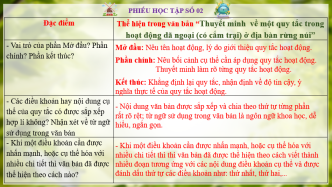 PHIẾU HỌC TẬP SỐ 02
Đặc điểm
Thể hiện trong văn bản “Thuyết minh về một quy tắc trong
hoạt động dã ngoại (có cắm trại) ở địa bàn rừng núi”
- Vai trò của phần Mở đầu? Phần
chính? Phần kết thúc?
Mở đầu: Nêu tên hoạt động, lý do giới thiệu quy tắc hoạt động.
Phần chính: Nêu bối cảnh cụ thể cần áp dụng quy tắc hoạt động.
Thuyết minh làm rõ từng quy tắc hoạt động.
Kết thúc: Khẳng định lại quy tắc, nhận định về độ tin cậy, ý
nghĩa thực tế của quy tắc hoạt động.
- Các điều khoản hay nội dung cụ
thể của quy tắc có được sắp xếp
hợp lí không? Nhận xét về từ ngữ
sử dụng trong văn bản
- Nội dung văn bản được sắp xếp và chia theo thứ tự từng phần
rất rõ rệt; từ ngữ sử dụng trong văn bản là ngôn ngữ khoa học, dễ
hiểu, ngắn gọn.
- Khi một điều khoản cần được
nhấn mạnh, hoặc cụ thể hóa với
nhiều chi tiết thì văn bản đã được
thể hiện theo cách nào?
- Khi một điều khoản cần được nhấn mạnh, hoặc cụ thể hóa với
nhiều chi tiết thì thì văn bản đã được thể hiện theo cách viết thành
nhiều đoạn tương ứng với các nội dung điều khoản cụ thể và được
đánh dấu thứ tự các điều khoản như: thứ nhất, thứ hai,...